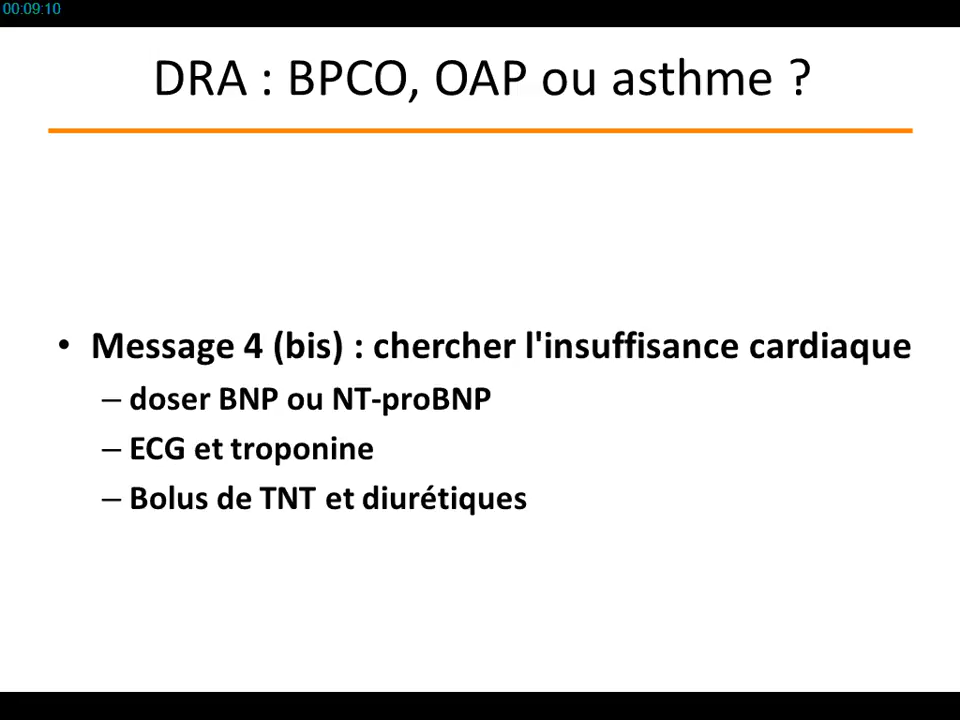 00:09:10
DRA : BPCO, OAP ou asthme ?
• Message 4 (bis) : chercher l'insuffisance cardiaque
– doser BNP ou NT-proBNP
– ECG et troponine
– Bolus de TNT et diurétiques